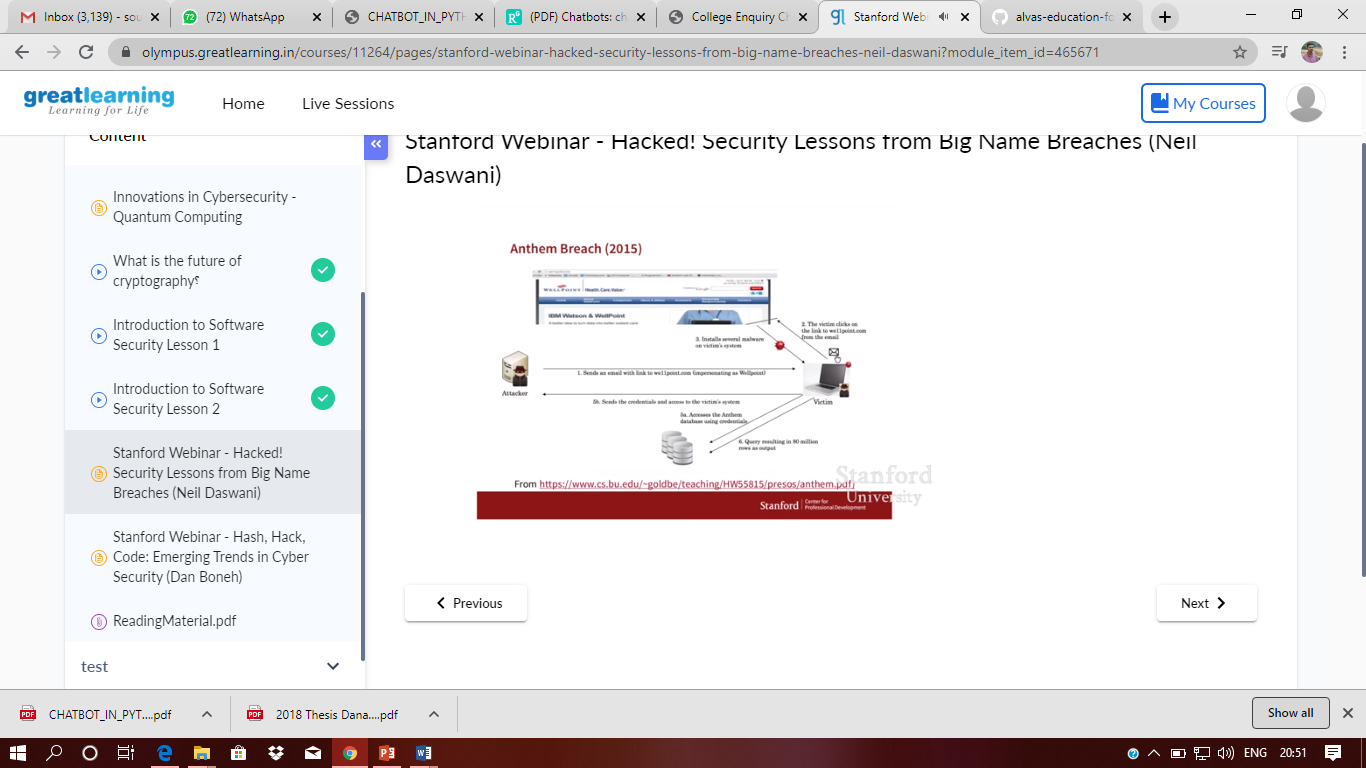 Inbox (3,139) - sou
(72) WhatsApp
CHATBOT_IN_PYTH
(PDF) Chatbots: ch
College Enquiry Ch
Stanford Webi
alvas-education-fo
olympus.greatlearning.in/courses/11264/pages/stanford-webinar-hacked-security-lessons-from-big-name-breaches-neil-daswani?module_item_id=465671
greatlearning
Learning for Life
Home
Live Sessions
My Courses
Content
Innovations in Cybersecurity -
Quantum Computing
What is the future of
cryptography?
Introduction to Software
Security Lesson 1
Introduction to Software
Security Lesson 2
Stanford Webinar - Hacked!
Security Lessons from Big Name
Breaches (Neil Daswani)
Stanford Webinar - Hash, Hack,
Code: Emerging Trends in Cyber
Security (Dan Boneh)
ReadingMaterial.pdf
test
Stanford Webinar - Hacked! Security Lessons from Big Name Breaches (Neil
Daswani)
Anthem Breach (2015)
WELLPOINT Health. Care. Value.
IBM Watson & WellPoint
2. The victim clicks on
the link to we11point.com
from the email
3. Installs several malware
on victim's system
1. Sends an email with link to we11point.com (impersonating as Wellpoint)
Attacker
Victim
5b. Sends the credentials and access to the victim's system
5a. Accesses the Anthem
database using credentials
6. Query resulting in 80 million
rows as output
From https://www.cs.bu.edu/~goldbe/teaching/HW55815/presos/anthem.pdf
Stanford
University
Stanford Center for
Professional Development
Previous
Next
CHATBOT_IN_PYT....pdf
2018 Thesis Dana....pdf
Show all
ENG
20:51